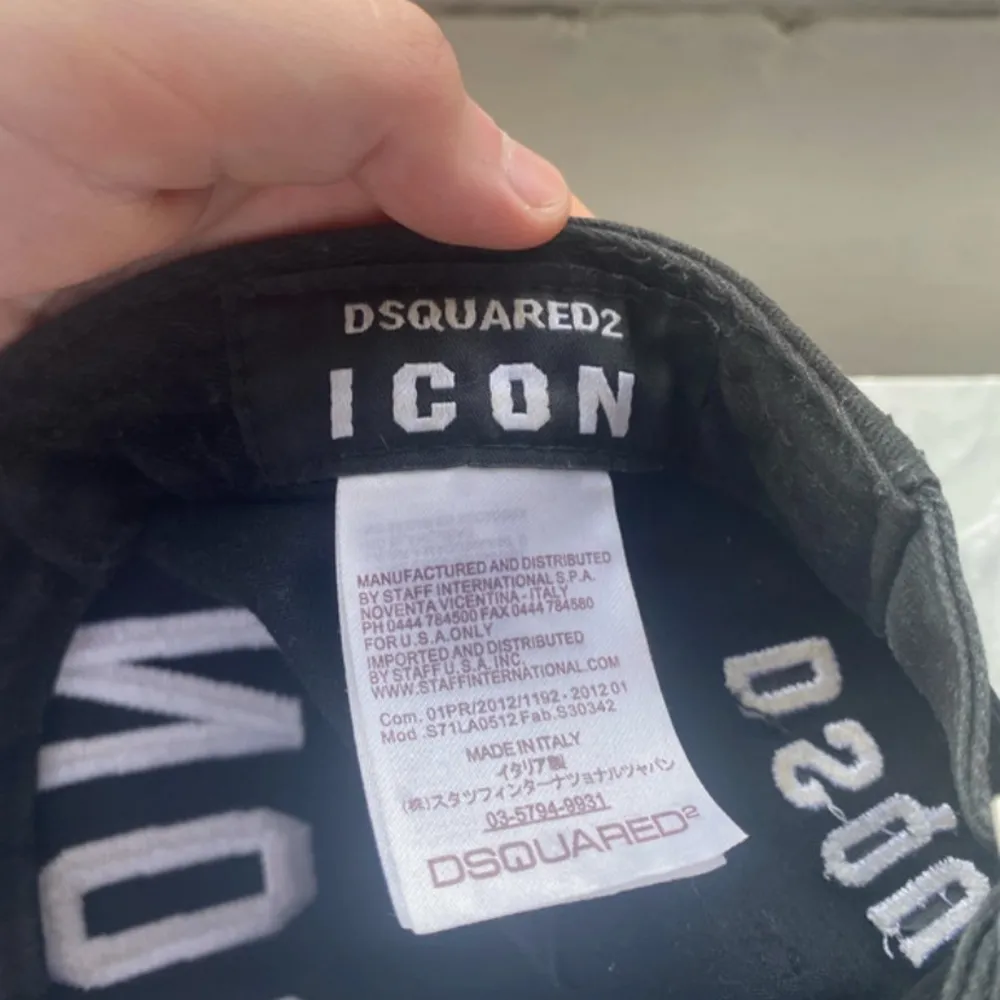 DSQUARED2
ICON
MANUFACTURED AND DISTRIBUTED
BY STAFF INTERNATIONAL S.P.A.
NOVENTA VICENTINA - ITALY
PH 0444 784500 FAX 0444 784580
FOR U.S.A. ONLY
IMPORTED AND DISTRIBUTED
BY STAFF U.S.A. INC.
WWW.STAFFINTERNATIONAL.COM
Com. 01PR/2012/1192 - 2012 01
Mod .S71LA0512 Fab.S30342
MADE IN ITALY
イタリア製
(株)スタッフインターナショナルジャパン
03-5794-9931
DSQUARED²
ON
D2